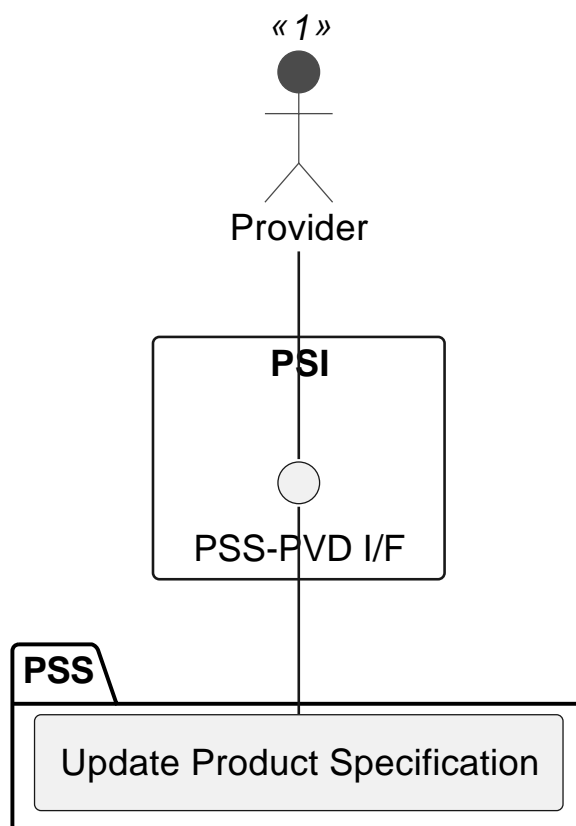 «1»
Provider
PSI
PSS-PVD I/F
PSS
Update Product Specification